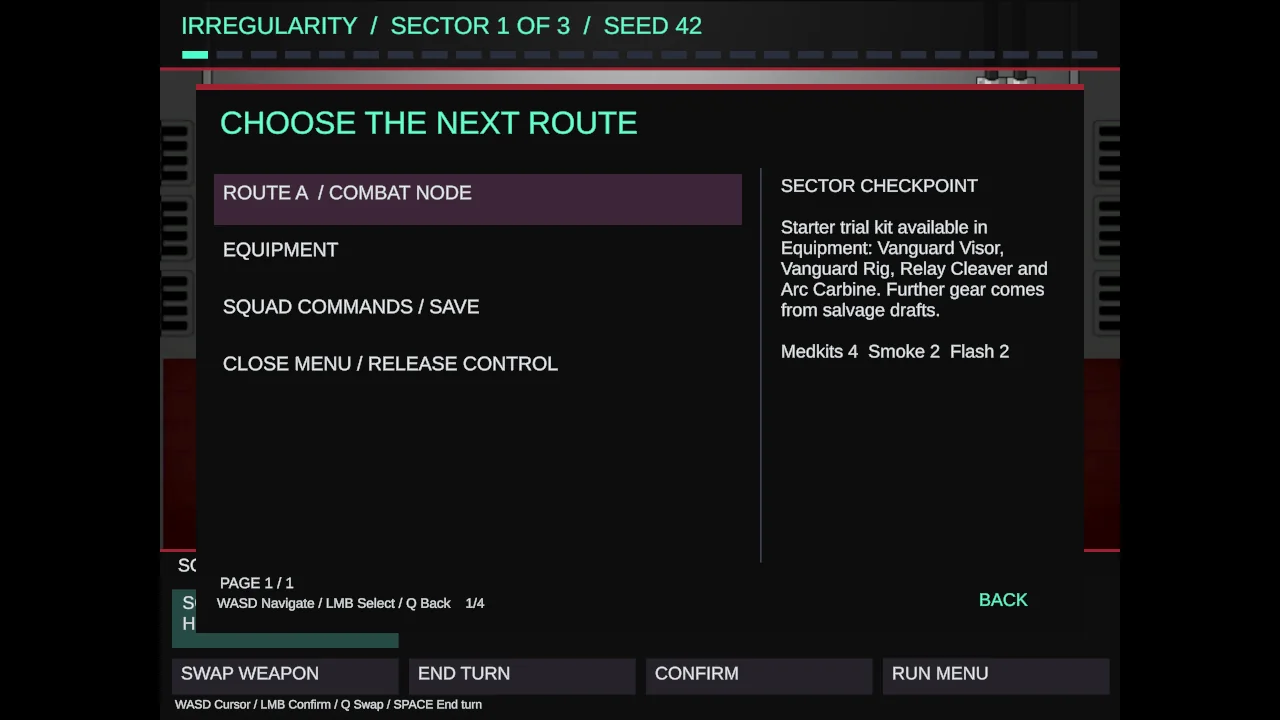 IRREGULARITY / SECTOR 1 OF 3 / SEED 42
CHOOSE THE NEXT ROUTE
ROUTE A / COMBAT NODE
EQUIPMENT
SQUAD COMMANDS / SAVE
CLOSE MENU / RELEASE CONTROL
SECTOR CHECKPOINT
Starter trial kit available in
Equipment: Vanguard Visor,
Vanguard Rig, Relay Cleaver and
Arc Carbine. Further gear comes
from salvage drafts.
Medkits 4 Smoke 2 Flash 2
PAGE 1 / 1
WASD Navigate / LMB Select / Q Back 1/4
BACK
SWAP WEAPON
END TURN
CONFIRM
RUN MENU
WASD Cursor / LMB Confirm / Q Swap / SPACE End turn